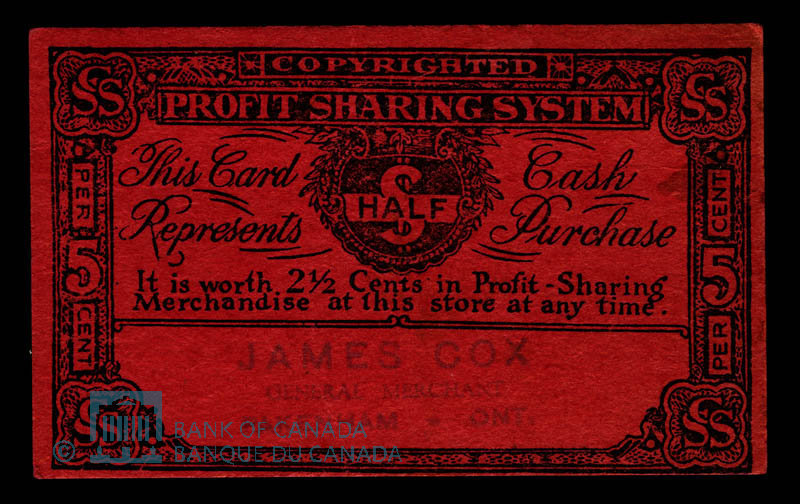 COPYRIGHTED
SS PROFIT SHARING SYSTEM SS
This Card $ HALF Cash
Represents Purchase
It is worth 2½ Cents in Profit-Sharing
Merchandise at this store at any time.
5 PER CENT
5 PER CENT
JAMES COX
GENERAL MERCHANT
ONT.
SS
© BANK OF CANADA
BANQUE DU CANADA